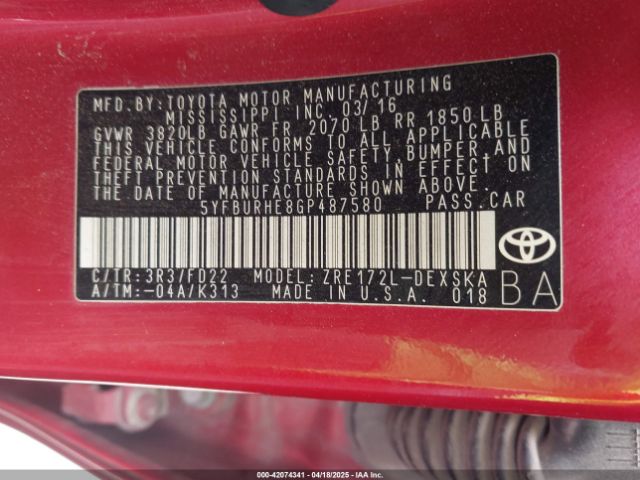 MFD. BY: TOYOTA MOTOR MANUFACTURING
MISSISSIPPI INC. 03/16
GVWR 3820LB GAWR FR 2070 LB RR 1850 LB
THIS VEHICLE CONFORMS TO ALL APPLICABLE
FEDERAL MOTOR VEHICLE SAFETY, BUMPER, AND
THEFT PREVENTION STANDARDS IN EFFECT ON
THE DATE OF MANUFACTURE SHOWN ABOVE.
5YFBURHE8GP487580 PASS. CAR
C/TR: 3R3/FD22 MODEL: ZRE172L-DEXSKA
A/TM: -04A/K313 MADE IN U.S.A. 018
BA
000-42074341 | 04/18/2025 - IAAI.com